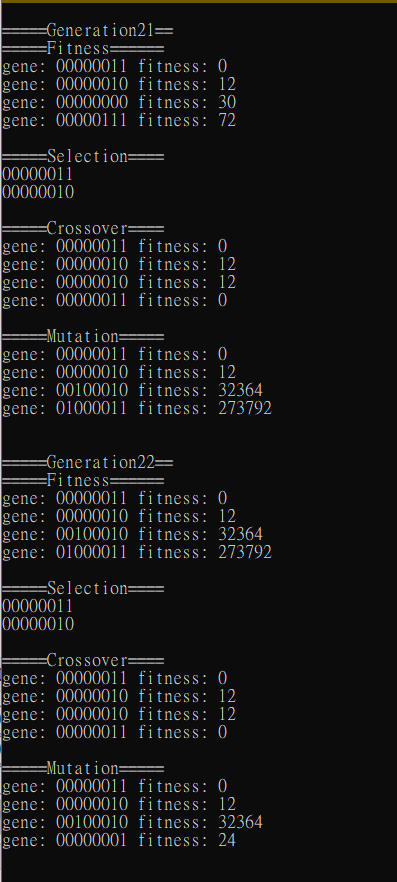 =====Generation21==
=====Fitness======
gene: 00000011 fitness: 0
gene: 00000010 fitness: 12
gene: 00000000 fitness: 30
gene: 00000111 fitness: 72
=====Selection====
00000011
00000010
=====Crossover====
gene: 00000011 fitness: 0
gene: 00000010 fitness: 12
gene: 00000010 fitness: 12
gene: 00000011 fitness: 0
=====Mutation=====
gene: 00000011 fitness: 0
gene: 00000010 fitness: 12
gene: 00100010 fitness: 32364
gene: 01000011 fitness: 273792
=====Generation22==
=====Fitness======
gene: 00000011 fitness: 0
gene: 00000010 fitness: 12
gene: 00100010 fitness: 32364
gene: 01000011 fitness: 273792
=====Selection====
00000011
00000010
=====Crossover====
gene: 00000011 fitness: 0
gene: 00000010 fitness: 12
gene: 00000010 fitness: 12
gene: 00000011 fitness: 0
=====Mutation=====
gene: 00000011 fitness: 0
gene: 00000010 fitness: 12
gene: 00100010 fitness: 32364
gene: 00000001 fitness: 24